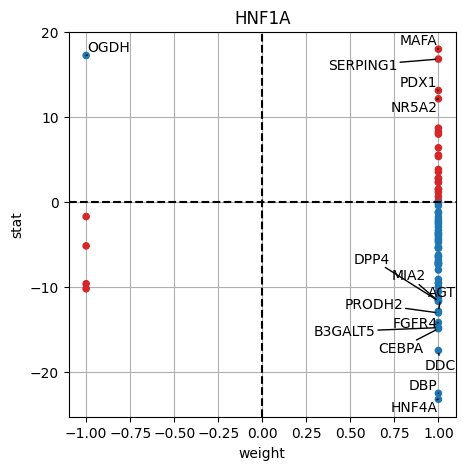 HNF1A
20
10
0
−10
−20
stat
OGDH
MAFA
SERPING1
PDX1
NR5A2
DPP4
MIA2
AGT
PRODH2
FGFR4
B3GALT5
CEBPA
DDC
DBP
HNF4A
−1.00 −0.75 −0.50 −0.25 0.00 0.25 0.50 0.75 1.00
weight